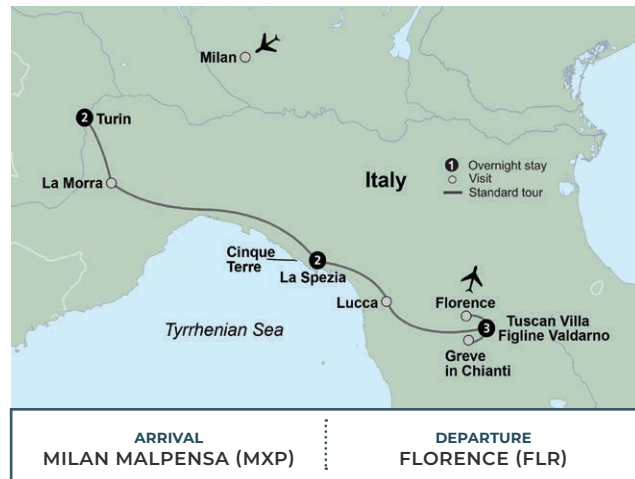 Milan
2
Turin
La Morra
Italy
1 Overnight stay
Visit
Standard tour
Cinque
Terre
2
La Spezia
Lucca
Florence
Tyrrhenian Sea
3
Tuscan Villa
Figline Valdarno
Greve
in Chianti
ARRIVAL
MILAN MALPENSA (MXP)
DEPARTURE
FLORENCE (FLR)